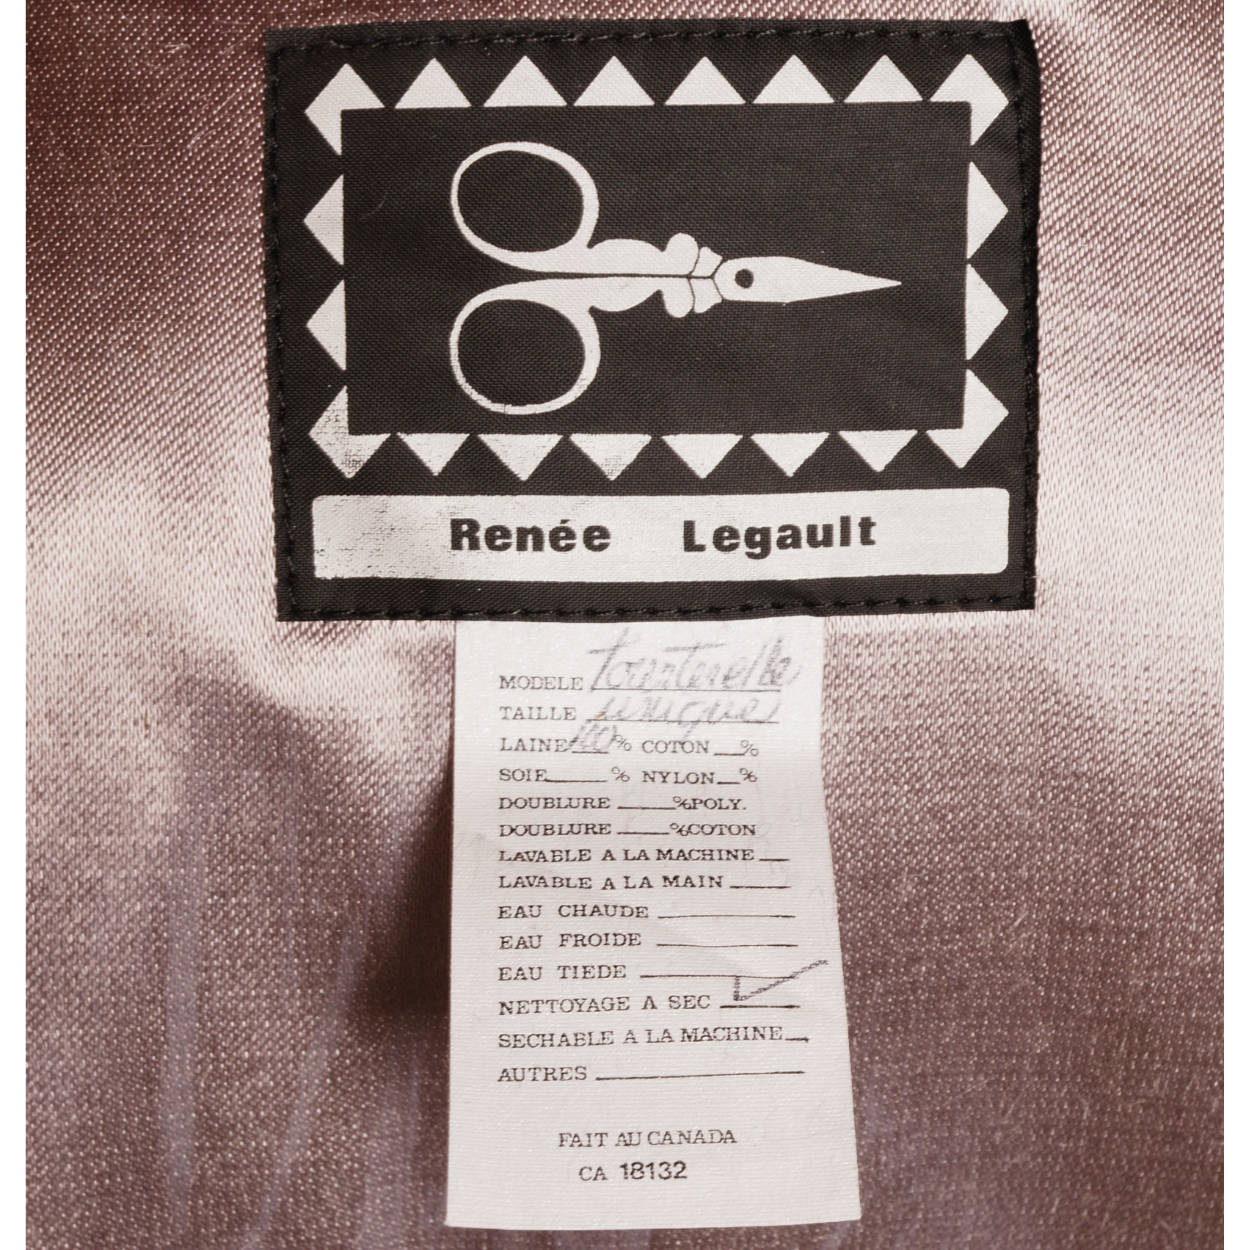 Renée Legault
MODELE Tourterelle
TAILLE unique
LAINE % COTON %
SOIE % NYLON %
DOUBLURE %POLY.
DOUBLURE %COTON
LAVABLE A LA MACHINE
LAVABLE A LA MAIN
EAU CHAUDE
EAU FROIDE
EAU TIEDE
NETTOYAGE A SEC
SECHABLE A LA MACHINE
AUTRES
FAIT AU CANADA
CA 18132